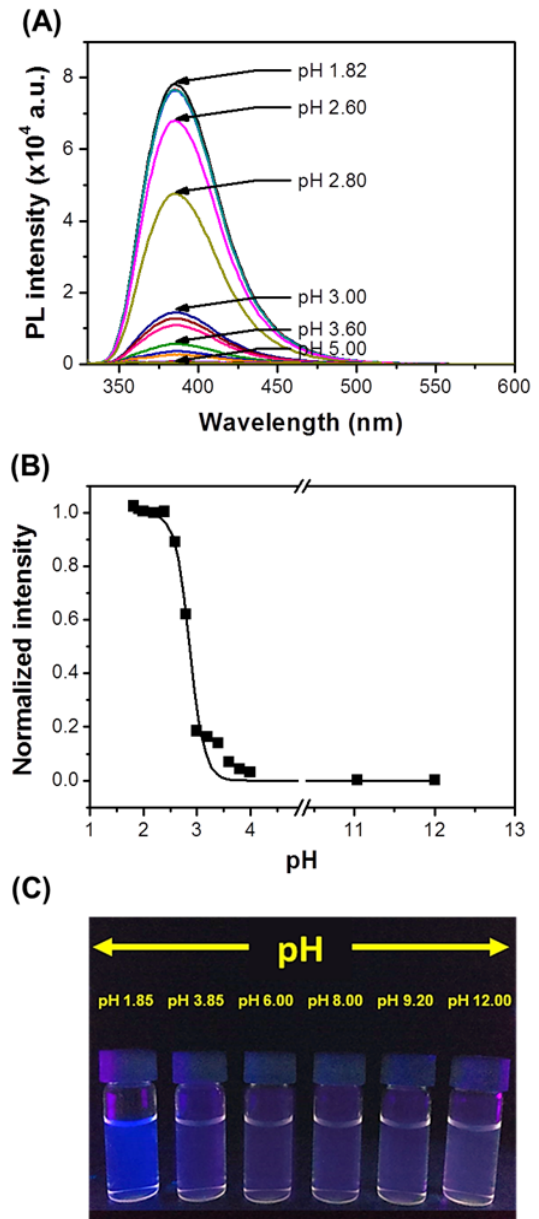 (A)
PL intensity (x10⁴ a.u.)
8
6
4
2
0
pH 1.82
pH 2.60
pH 2.80
pH 3.00
pH 3.60
pH 5.00
350 400 450 500 550 600
Wavelength (nm)
(B)
Normalized intensity
1.0
0.8
0.6
0.4
0.2
0.0
1 2 3 4 11 12 13
pH
(C)
pH
pH 1.85 pH 3.85 pH 6.00 pH 8.00 pH 9.20 pH 12.00